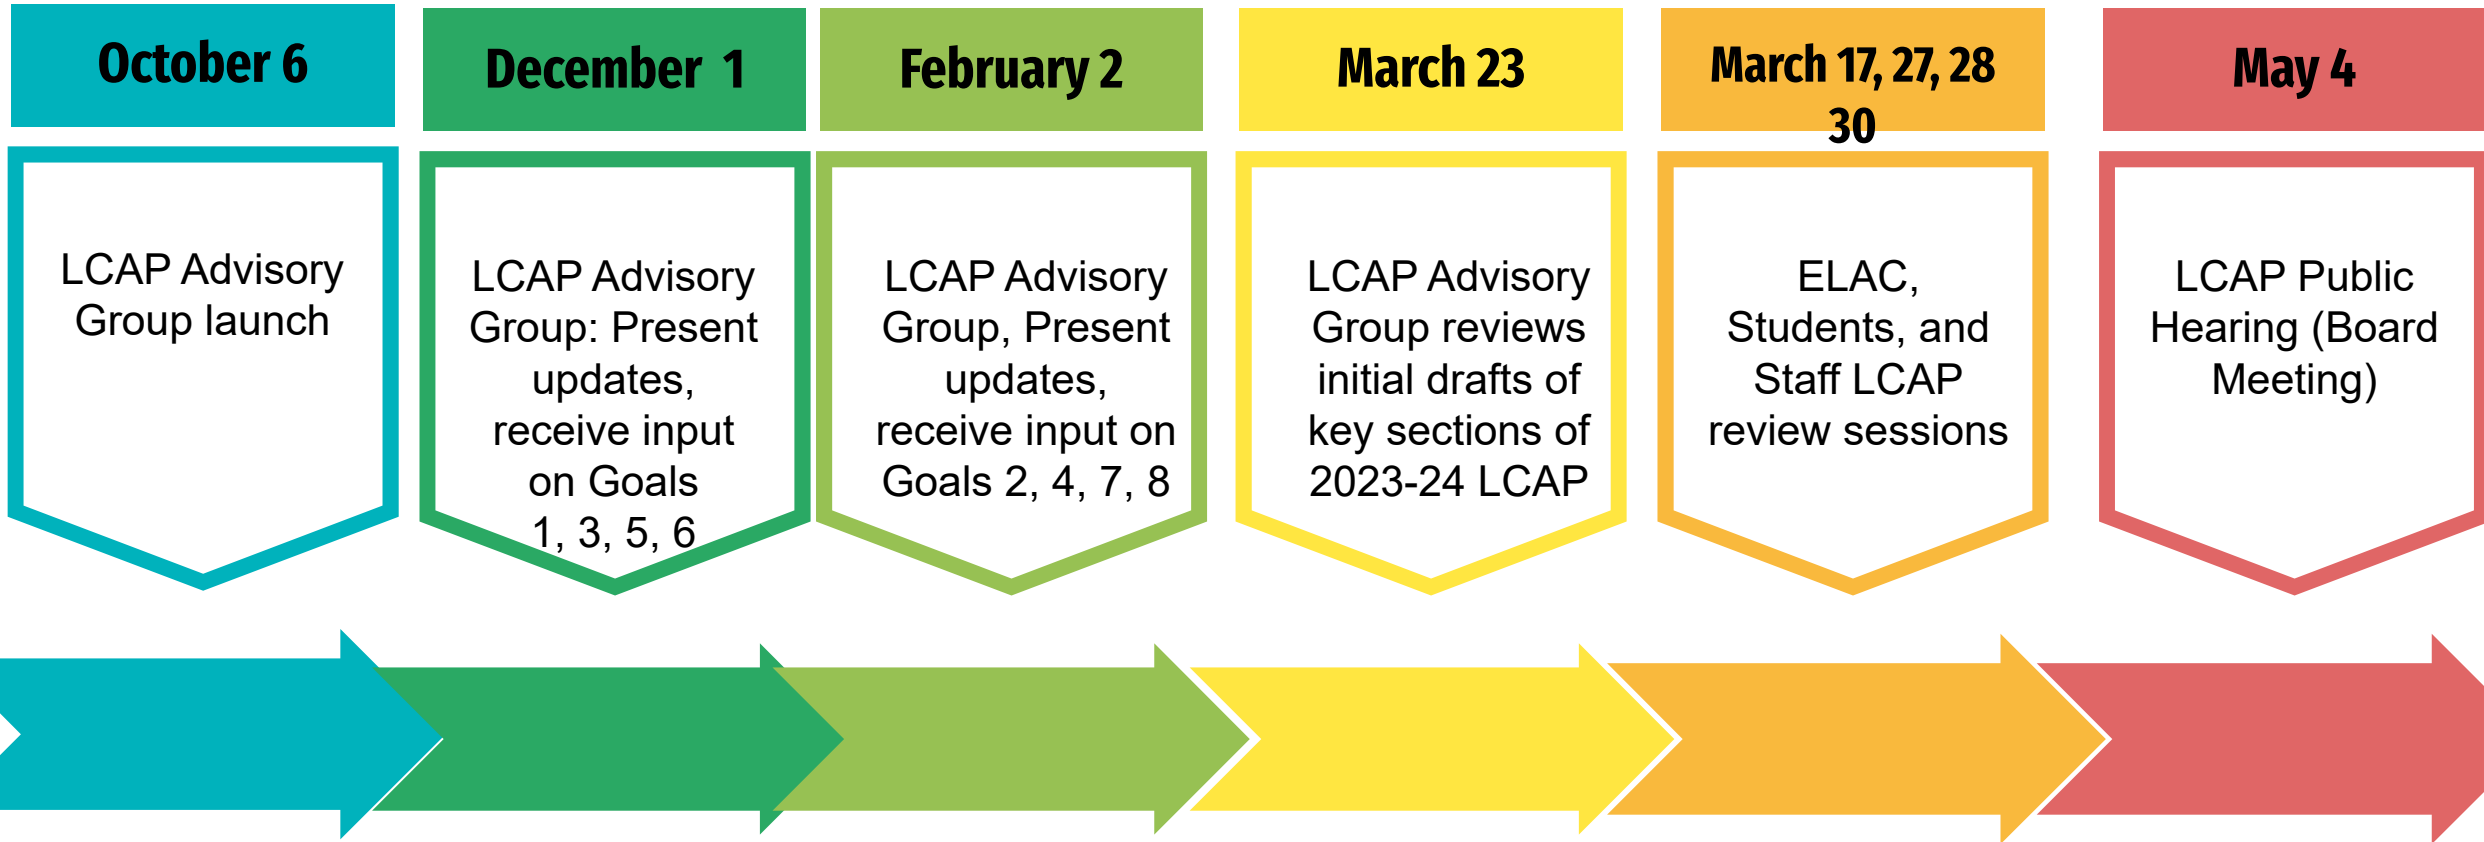 October 6
LCAP Advisory
Group launch
December 1
LCAP Advisory
Group: Present
updates,
receive input
on Goals
1, 3, 5, 6
February 2
LCAP Advisory
Group, Present
updates,
receive input on
Goals 2, 4, 7, 8
March 23
LCAP Advisory
Group reviews
initial drafts of
key sections of
2023-24 LCAP
March 17, 27, 28
30
ELAC,
Students, and
Staff LCAP
review sessions
May 4
LCAP Public
Hearing (Board
Meeting)